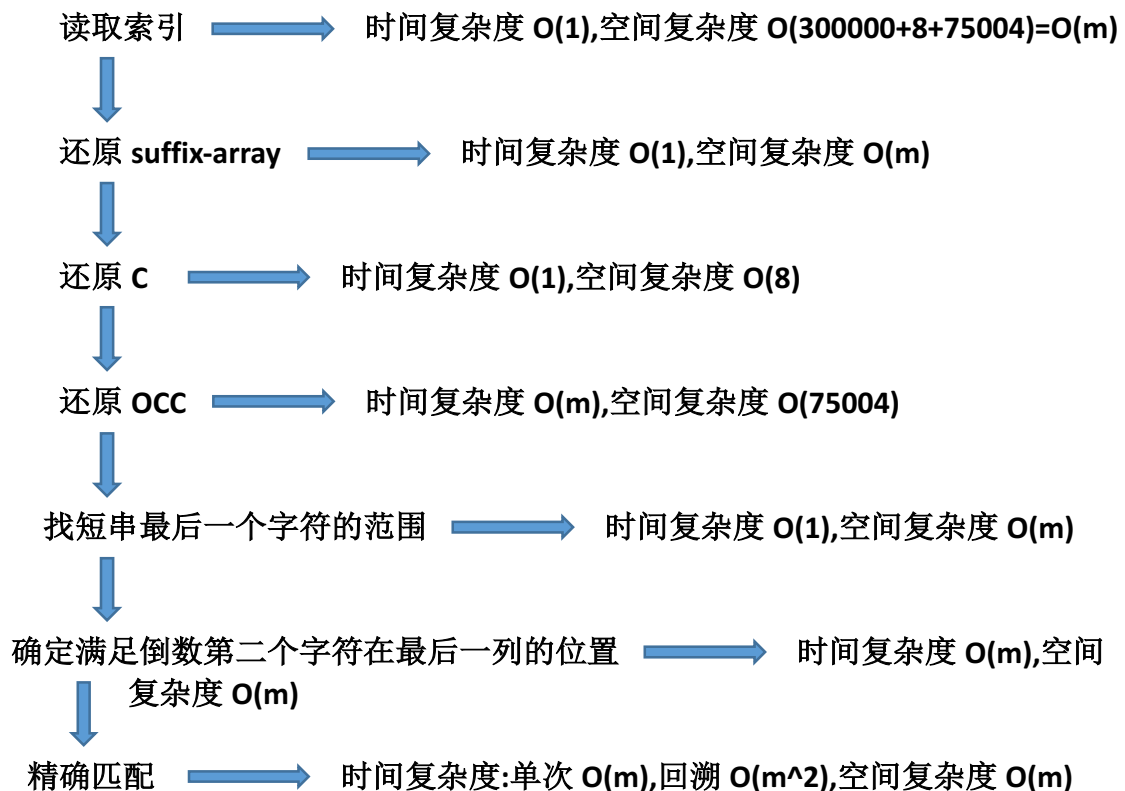 读取索引 时间复杂度 O(1),空间复杂度 O(300000+8+75004)=O(m)
还原 suffix-array 时间复杂度 O(1),空间复杂度 O(m)
还原 C 时间复杂度 O(1),空间复杂度 O(8)
还原 OCC 时间复杂度 O(m),空间复杂度 O(75004)
找短串最后一个字符的范围 时间复杂度 O(1),空间复杂度 O(m)
确定满足倒数第二个字符在最后一列的位置 时间复杂度 O(m),空间
复杂度 O(m)
精确匹配 时间复杂度:单次 O(m),回溯 O(m^2),空间复杂度 O(m)